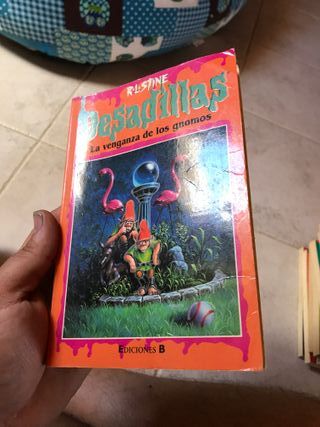 R.L. STINE
Pesadillas
La venganza de los gnomos
EDICIONES B